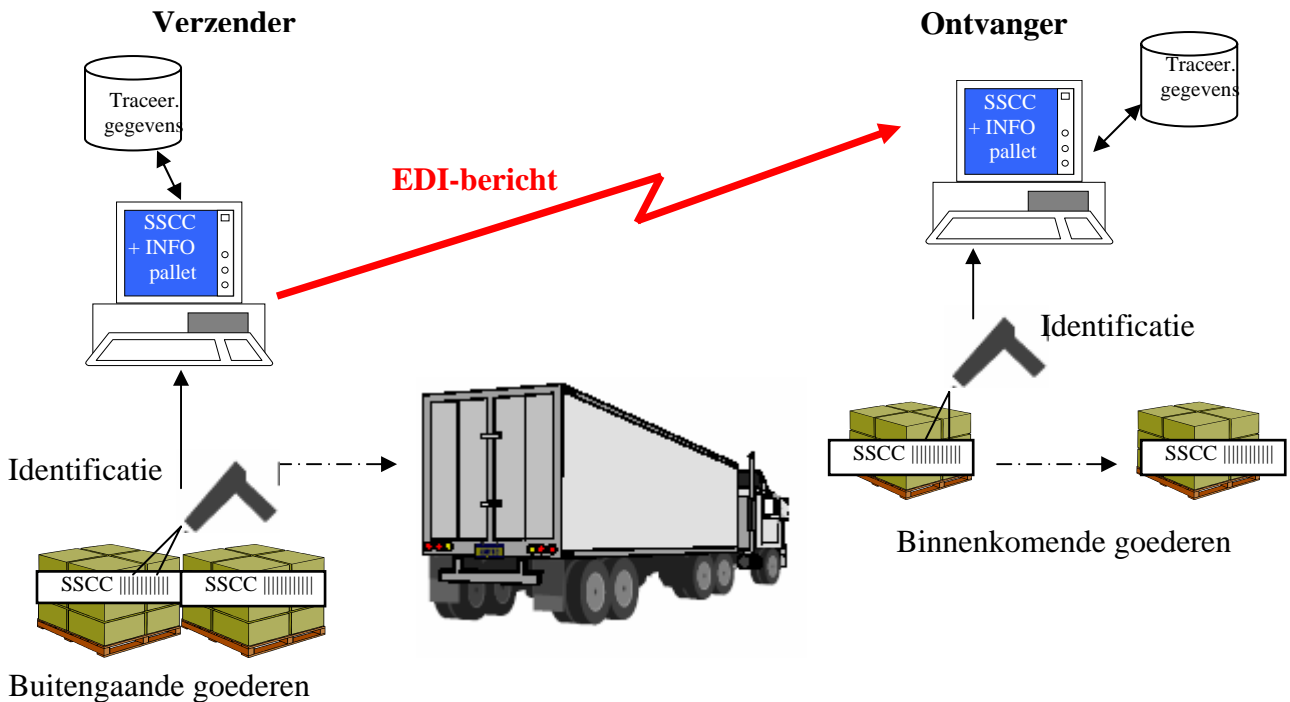 Verzender
Ontvanger
Traceer.
gegevens
SSCC
+ INFO
pallet
EDI-bericht
SSCC
+ INFO
pallet
Traceer.
gegevens
Identificatie
Identificatie
SSCC
SSCC
SSCC
SSCC
Binnenkomende goederen
Buitengaande goederen